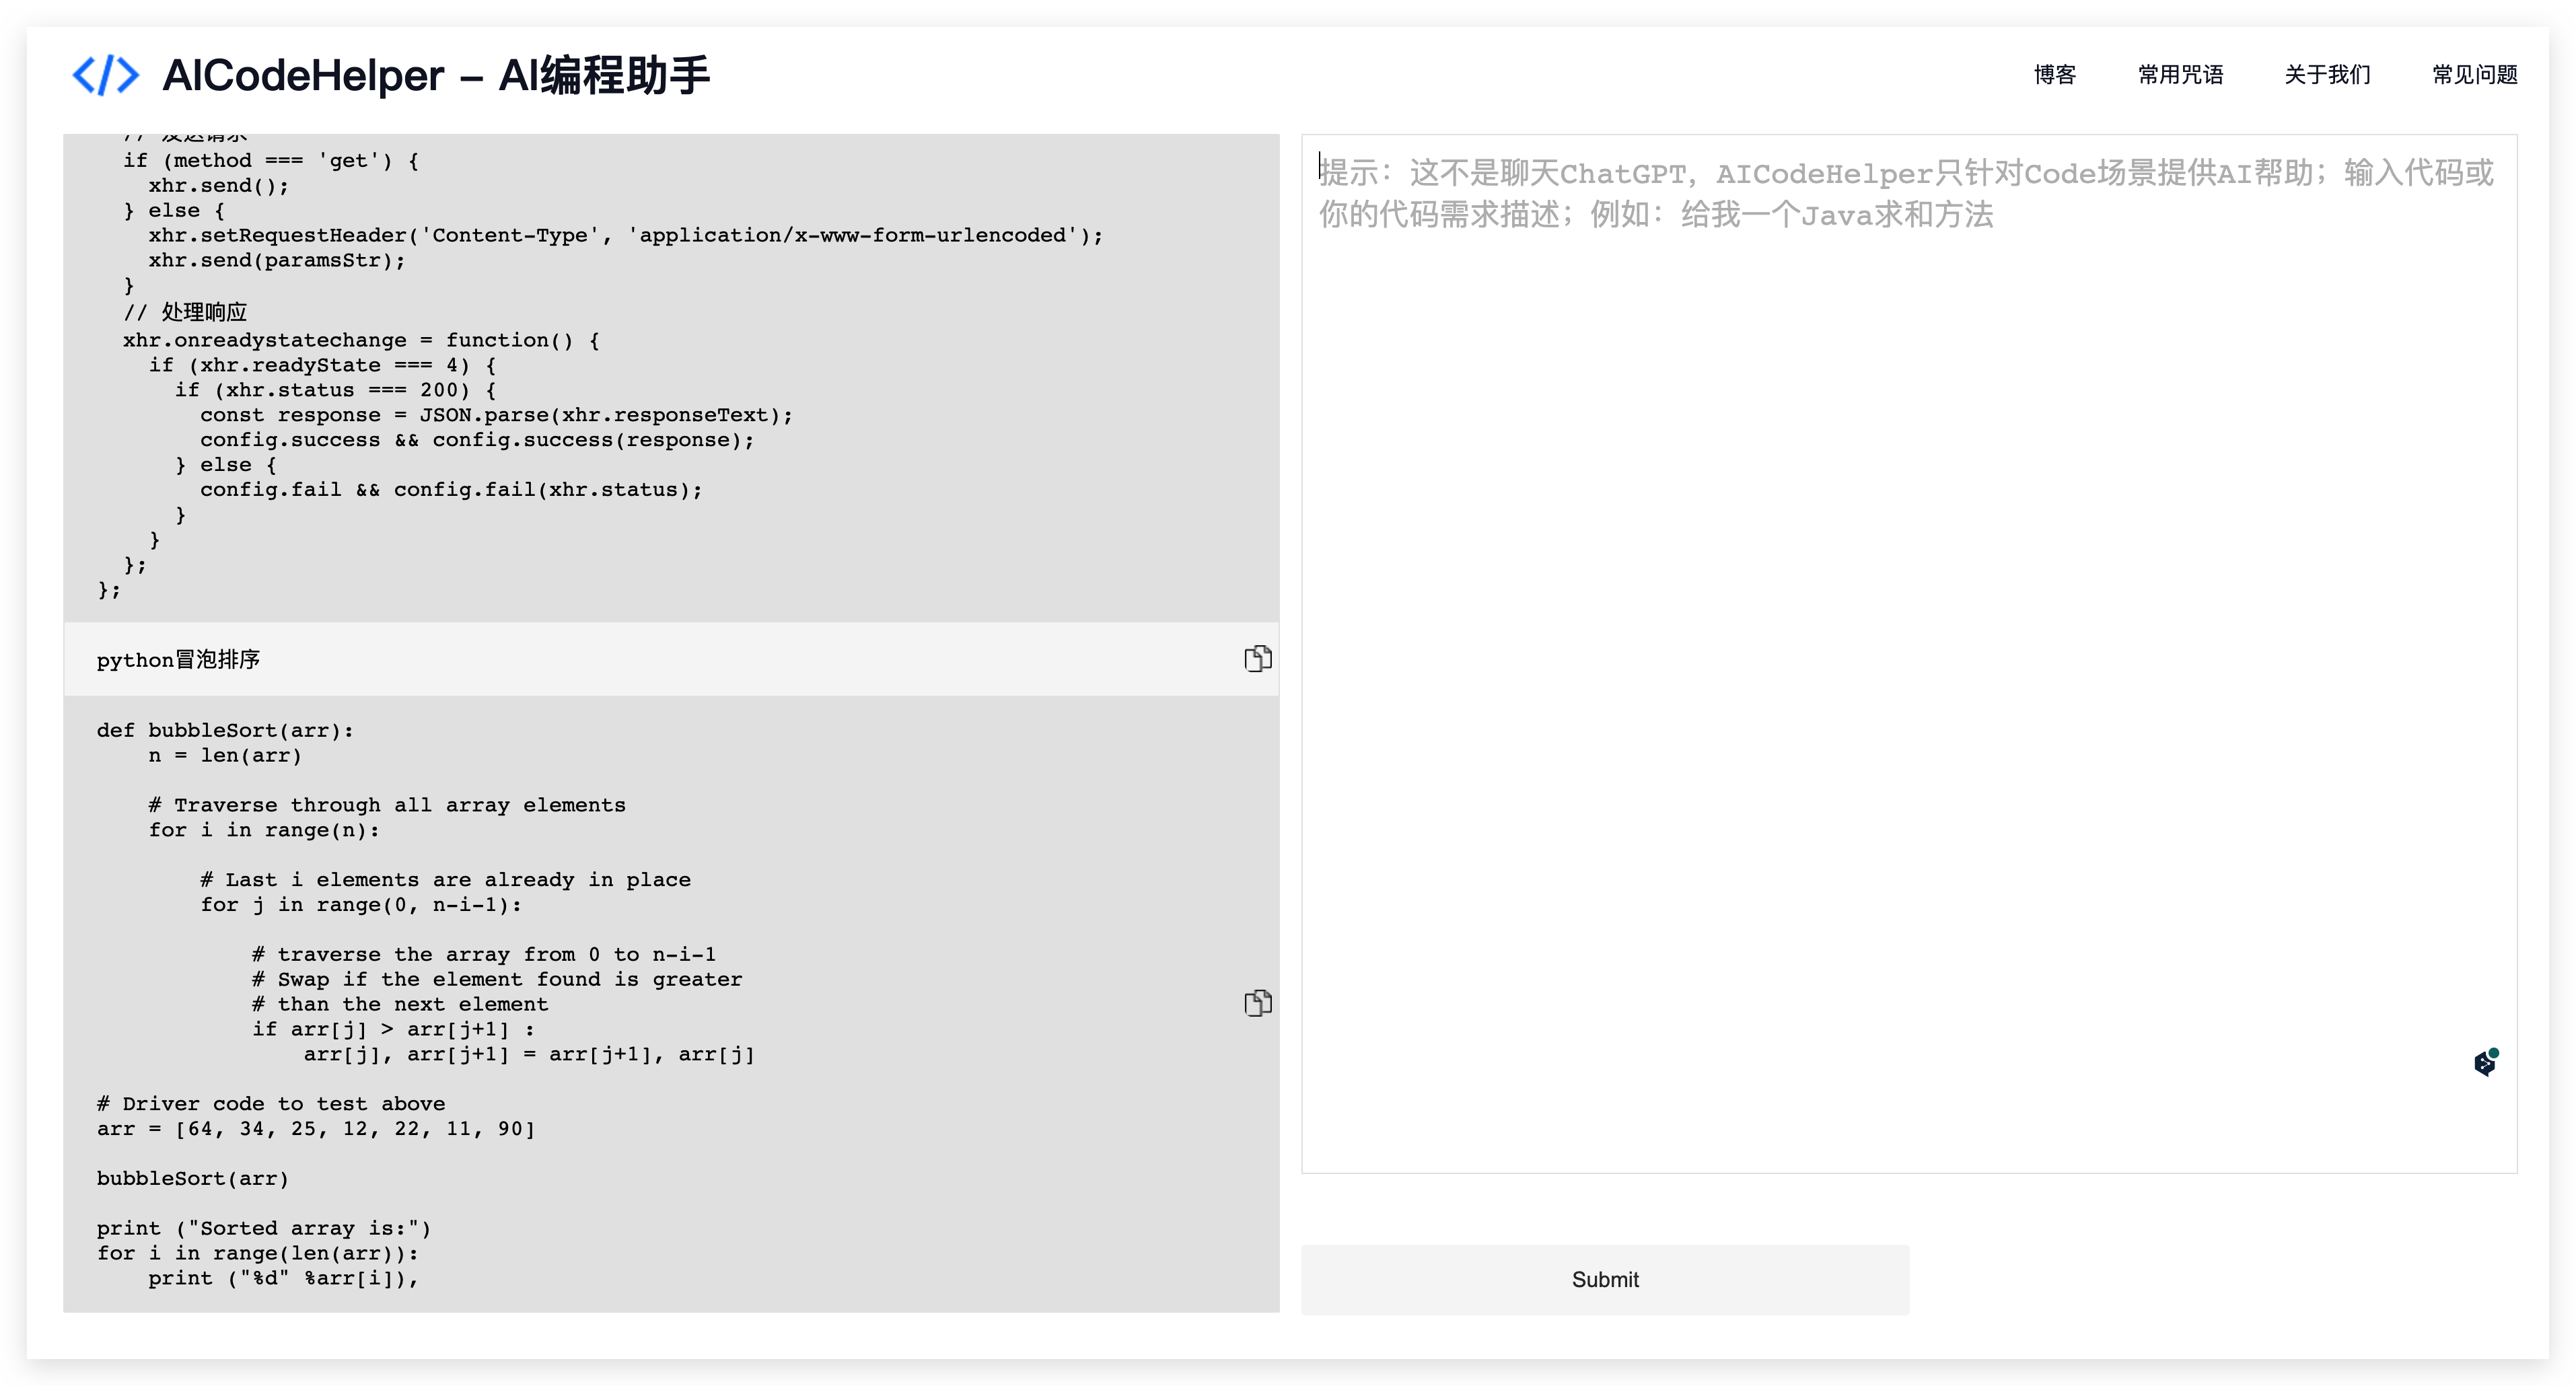 AICodeHelper – AI编程助手
博客 常用咒语 关于我们 常见问题
// 发送请求
  if (method === 'get') {
    xhr.send();
  } else {
    xhr.setRequestHeader('Content-Type', 'application/x-www-form-urlencoded');
    xhr.send(paramsStr);
  }
  // 处理响应
  xhr.onreadystatechange = function() {
    if (xhr.readyState === 4) {
      if (xhr.status === 200) {
        const response = JSON.parse(xhr.responseText);
        config.success && config.success(response);
      } else {
        config.fail && config.fail(xhr.status);
      }
    }
  };
};
python冒泡排序
def bubbleSort(arr):
    n = len(arr)
    # Traverse through all array elements
    for i in range(n):
        # Last i elements are already in place
        for j in range(0, n-i-1):
            # traverse the array from 0 to n-i-1
            # Swap if the element found is greater
            # than the next element
            if arr[j] > arr[j+1] :
                arr[j], arr[j+1] = arr[j+1], arr[j]
# Driver code to test above
arr = [64, 34, 25, 12, 22, 11, 90]
bubbleSort(arr)
print ("Sorted array is:")
for i in range(len(arr)):
    print ("%d" %arr[i]),
提示：这不是聊天ChatGPT，AICodeHelper只针对Code场景提供AI帮助；输入代码或
你的代码需求描述；例如：给我一个Java求和方法
Submit